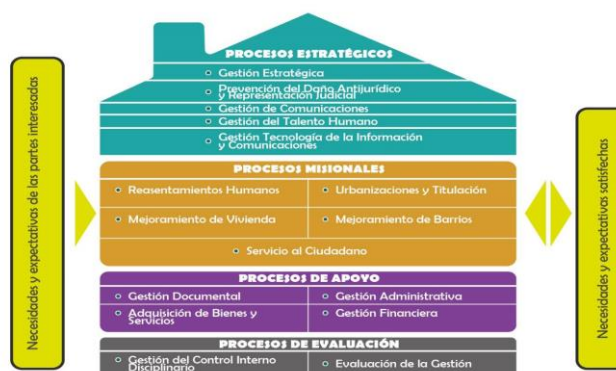 Necesidades y expectativas de las partes interesadas
PROCESOS ESTRATÉGICOS
Gestión Estratégica
Prevención del Daño Antijurídico
y Representación Judicial
Gestión de Comunicaciones
Gestión del Talento Humano
Gestión Tecnología de la Información
y Comunicaciones
PROCESOS MISIONALES
Reasentamientos Humanos
Urbanizaciones y Titulación
Mejoramiento de Vivienda
Mejoramiento de Barrios
Servicio al Ciudadano
PROCESOS DE APOYO
Gestión Documental
Gestión Administrativa
Adquisición de Bienes y
Servicios
Gestión Financiera
PROCESOS DE EVALUACIÓN
Gestión del Control Interno
Disciplinario
Evaluación de la Gestión
Necesidades y expectativas satisfechas